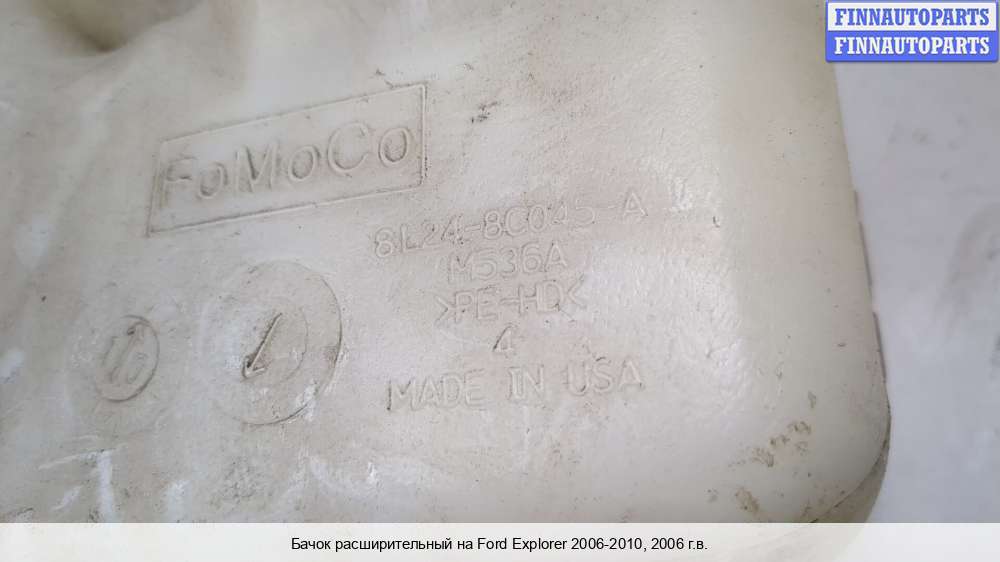 FINNAUTOPARTS
FINNAUTOPARTS
FoMoCo
8L24-8C045-A
M536A
>PE-HD<
4
MADE IN USA
Бачок расширительный на Ford Explorer 2006-2010, 2006 г.в.